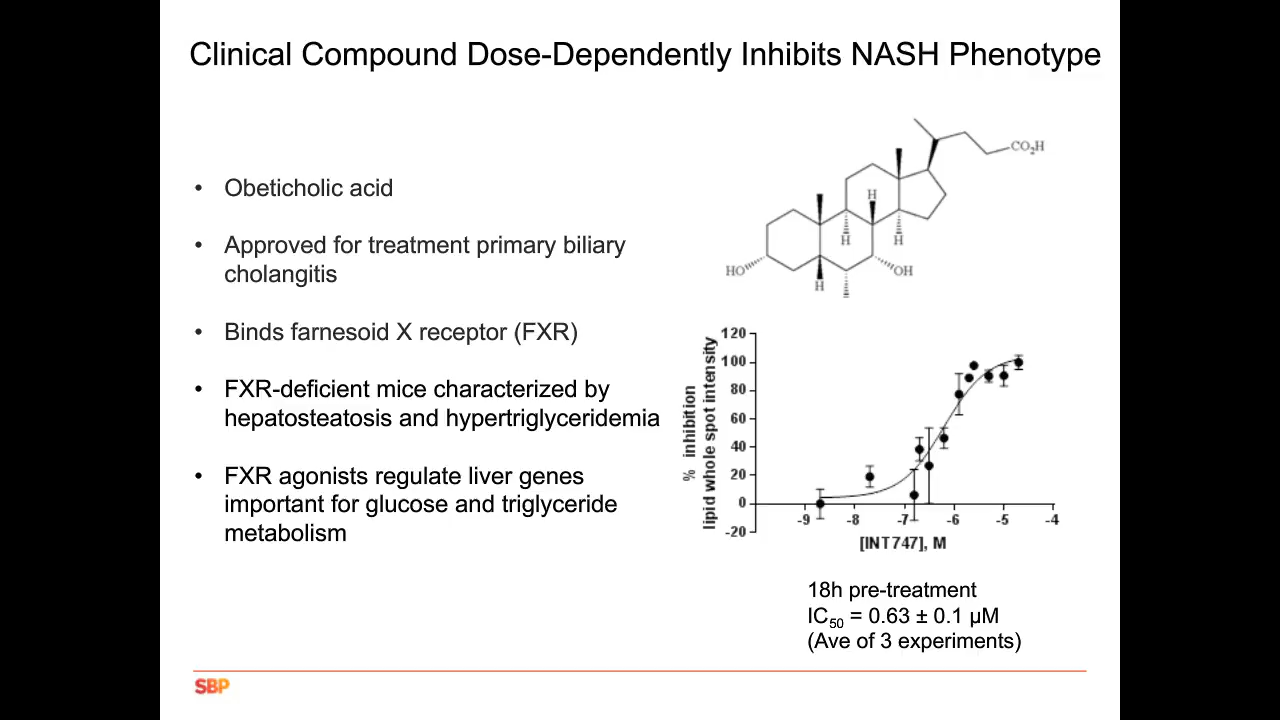 Clinical Compound Dose-Dependently Inhibits NASH Phenotype
• Obeticholic acid
• Approved for treatment primary biliary
cholangitis
• Binds farnesoid X receptor (FXR)
• FXR-deficient mice characterized by
hepatosteatosis and hypertriglyceridemia
• FXR agonists regulate liver genes
important for glucose and triglyceride
metabolism
CO₂H
H
H
H
HO
OH
H
% inhibition
lipid whole spot intensity
120
100
80
60
40
20
0
-20
-9 -8 -7 -6 -5 -4
[INT747], M
18h pre-treatment
IC₅₀ = 0.63 ± 0.1 µM
(Ave of 3 experiments)
SBP